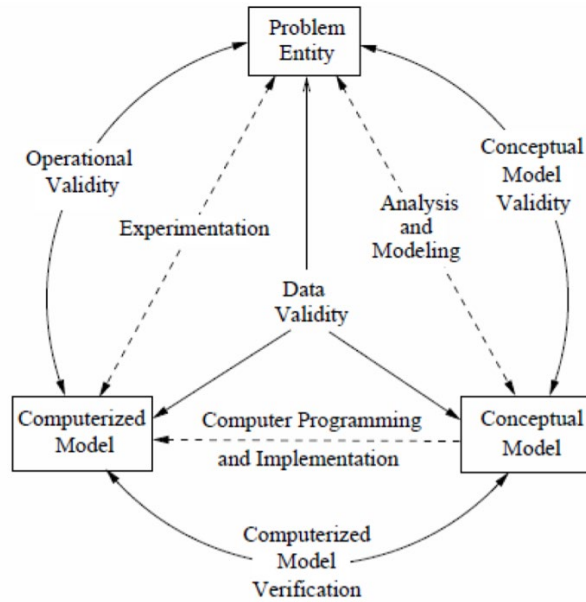 Problem
Entity
Operational
Validity
Conceptual
Model
Validity
Experimentation
Analysis
and
Modeling
Data
Validity
Computerized
Model
Computer Programming
and Implementation
Conceptual
Model
Computerized
Model
Verification